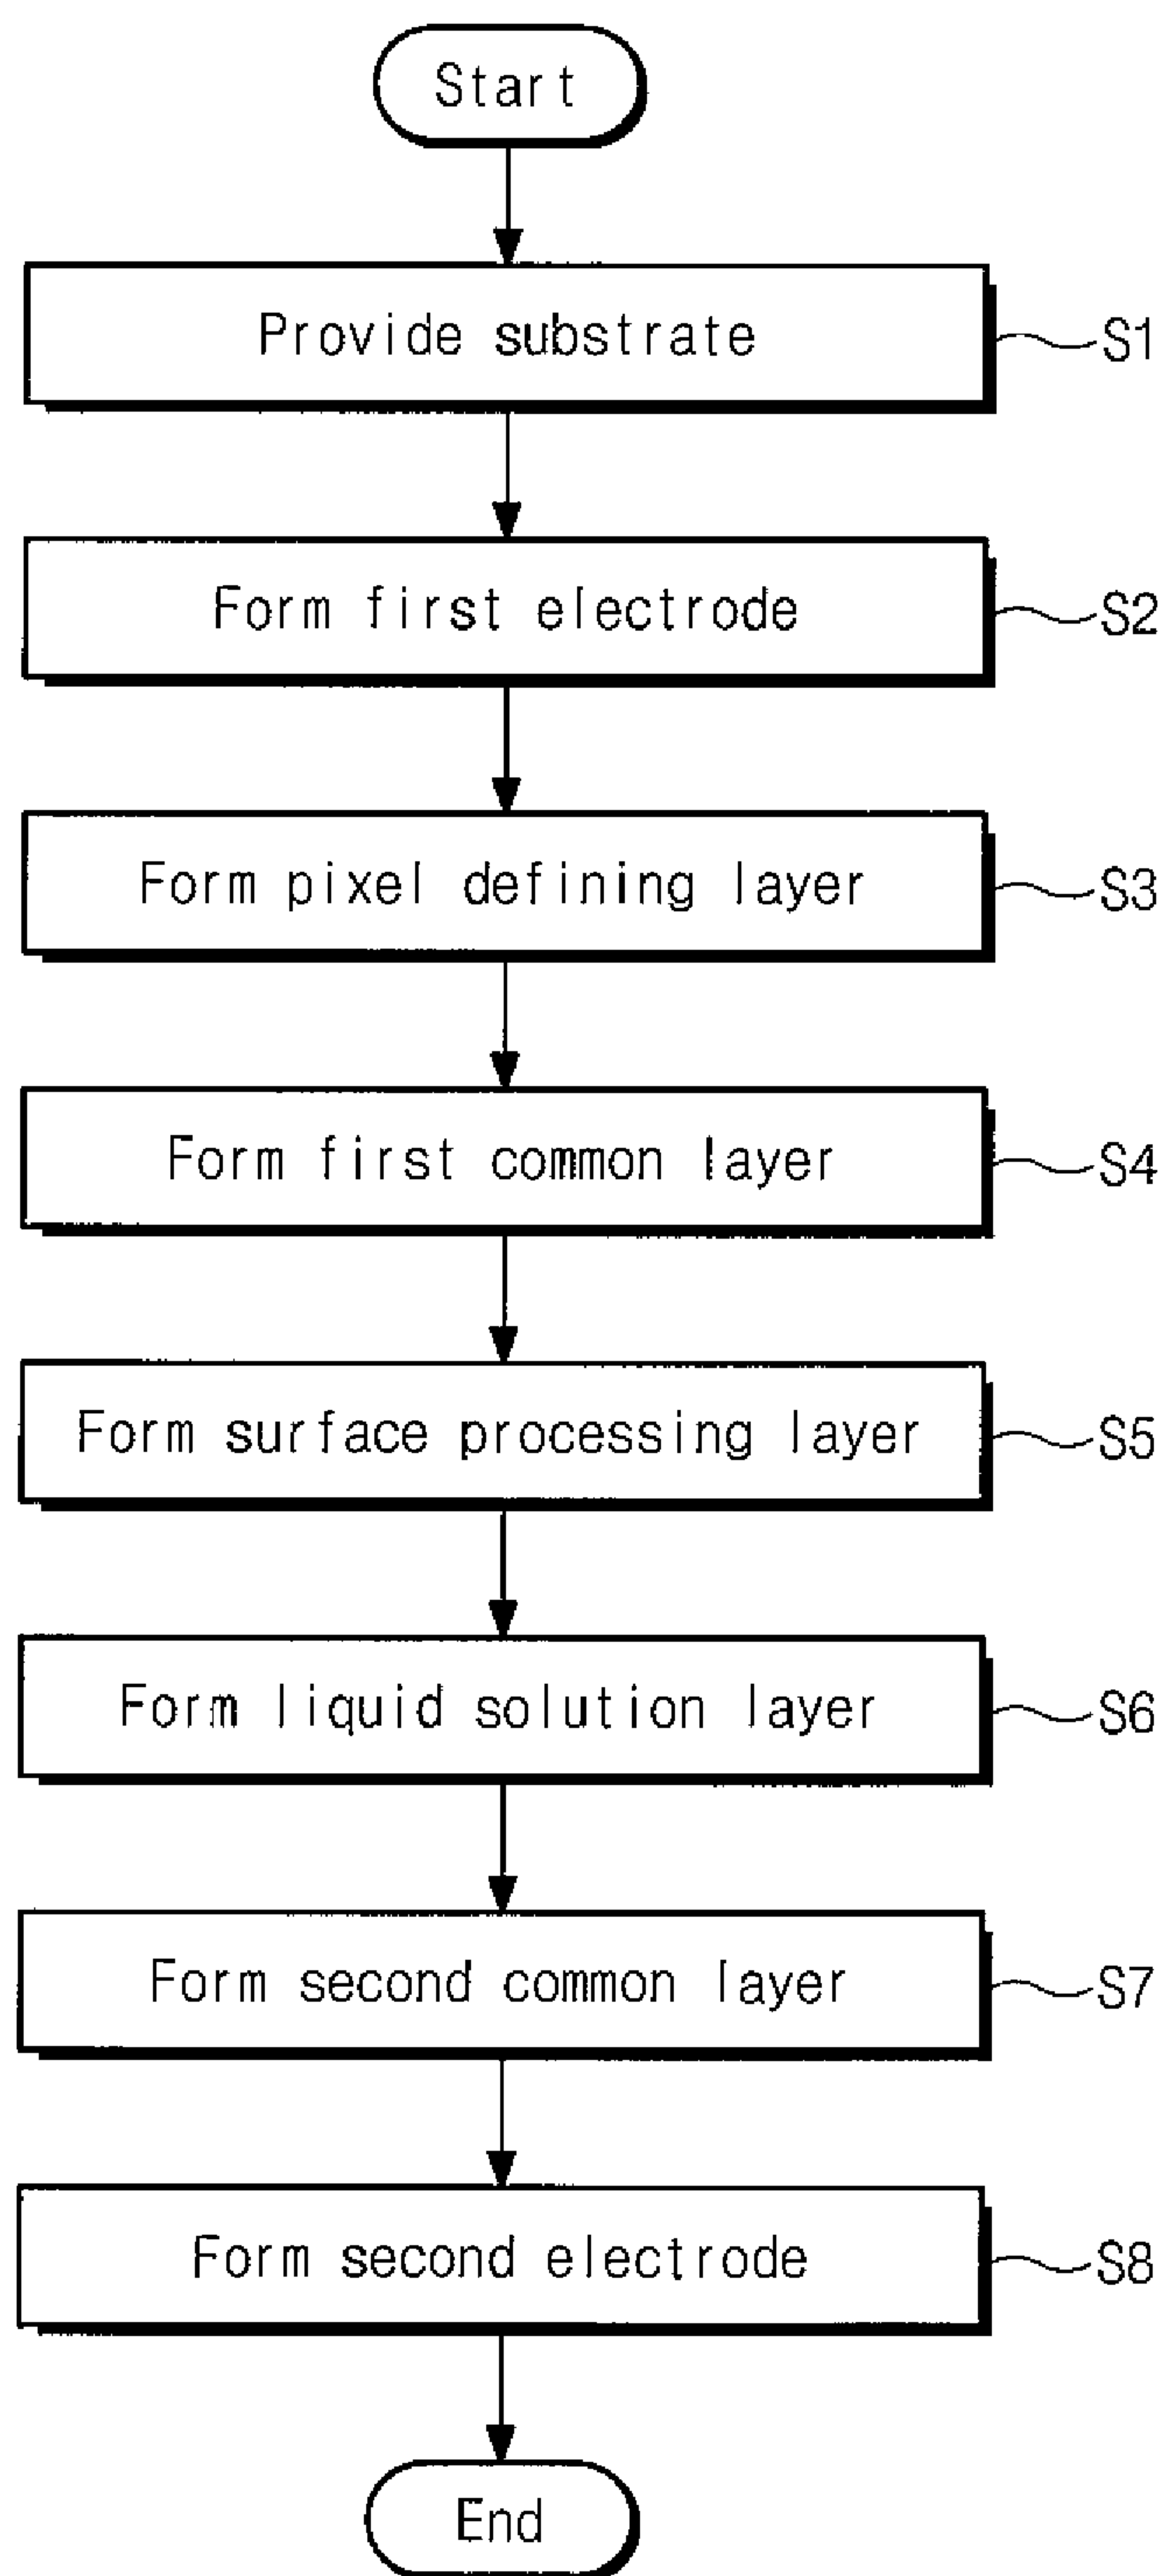 Start
Provide substrate
S1
Form first electrode
S2
Form pixel defining layer
S3
Form first common layer
S4
Form surface processing layer
S5
Form liquid solution layer
S6
Form second common layer
S7
Form second electrode
S8
End